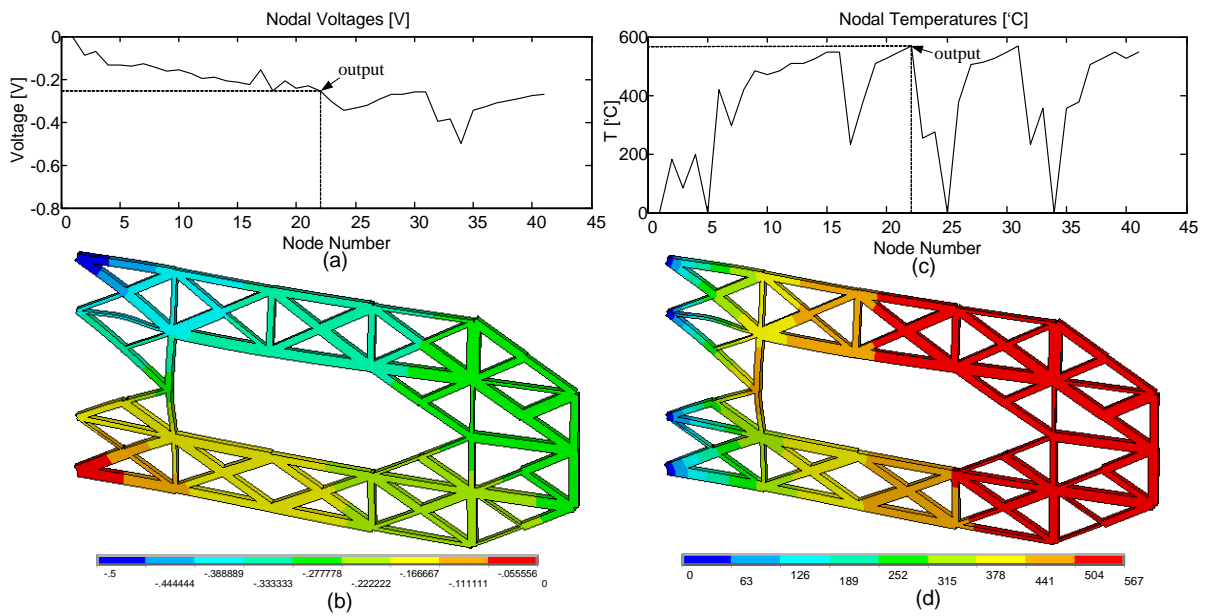 Nodal Voltages [V]
0
-0.2
-0.4
-0.6
-0.8
Voltage [V]
output
0 5 10 15 20 25 30 35 40 45
Node Number
(a)
Nodal Temperatures [‘C]
600
400
200
0
T [‘C]
output
0 5 10 15 20 25 30 35 40 45
Node Number
(c)
-.5 -.444444 -.388889 -.333333 -.277778 -.222222 -.166667 -.111111 -.055556 0
(b)
0 63 126 189 252 315 378 441 504 567
(d)